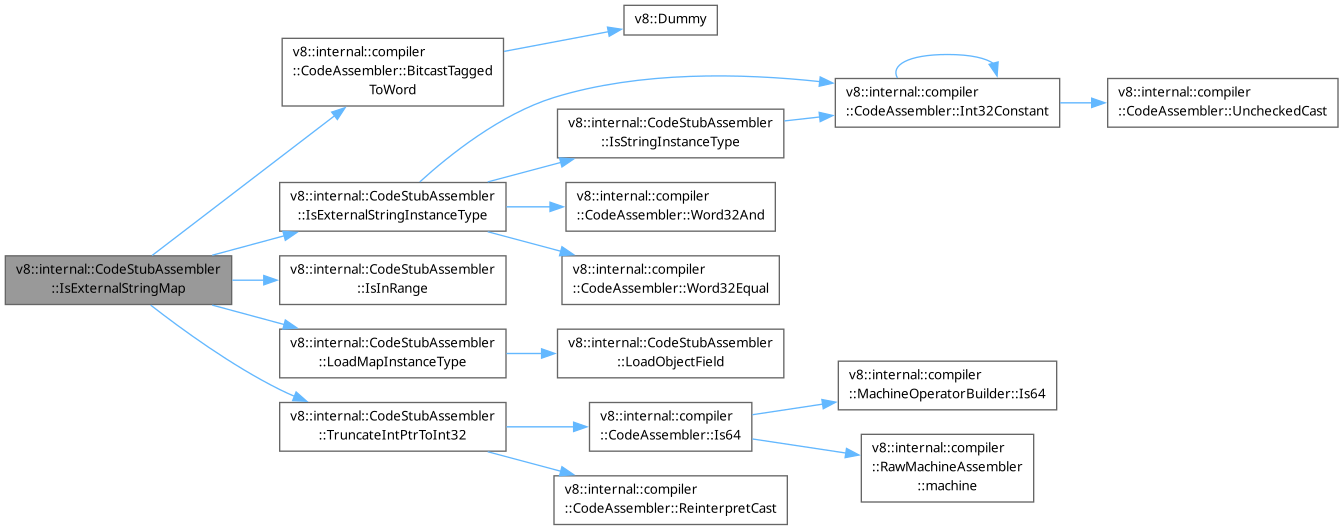 v8::internal::CodeStubAssembler
::IsExternalStringMap
v8::internal::compiler
::CodeAssembler::BitcastTagged
ToWord
v8::Dummy
v8::internal::CodeStubAssembler
::IsExternalStringInstanceType
v8::internal::CodeStubAssembler
::IsStringInstanceType
v8::internal::compiler
::CodeAssembler::Int32Constant
v8::internal::compiler
::CodeAssembler::UncheckedCast
v8::internal::compiler
::CodeAssembler::Word32And
v8::internal::compiler
::CodeAssembler::Word32Equal
v8::internal::CodeStubAssembler
::IsInRange
v8::internal::CodeStubAssembler
::LoadMapInstanceType
v8::internal::CodeStubAssembler
::LoadObjectField
v8::internal::CodeStubAssembler
::TruncateIntPtrToInt32
v8::internal::compiler
::CodeAssembler::Is64
v8::internal::compiler
::MachineOperatorBuilder::Is64
v8::internal::compiler
::RawMachineAssembler
::machine
v8::internal::compiler
::CodeAssembler::ReinterpretCast